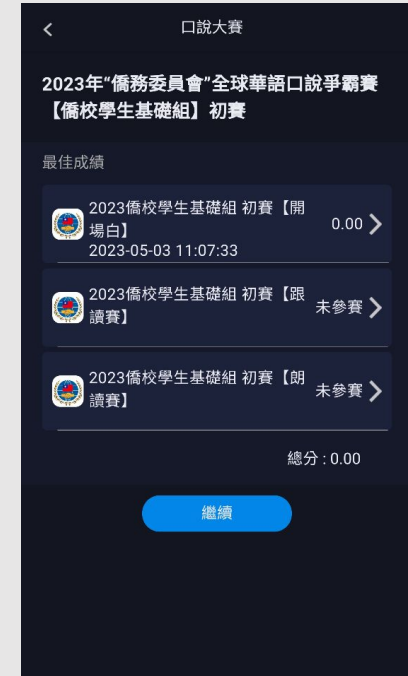 口說大賽
2023年“僑務委員會”全球華語口說爭霸賽
【僑校學生基礎組】初賽
最佳成績
2023僑校學生基礎組 初賽【開
場白】
2023-05-03 11:07:33
0.00
2023僑校學生基礎組 初賽【跟
讀賽】
未參賽
2023僑校學生基礎組 初賽【朗
讀賽】
未參賽
總分 : 0.00
繼續